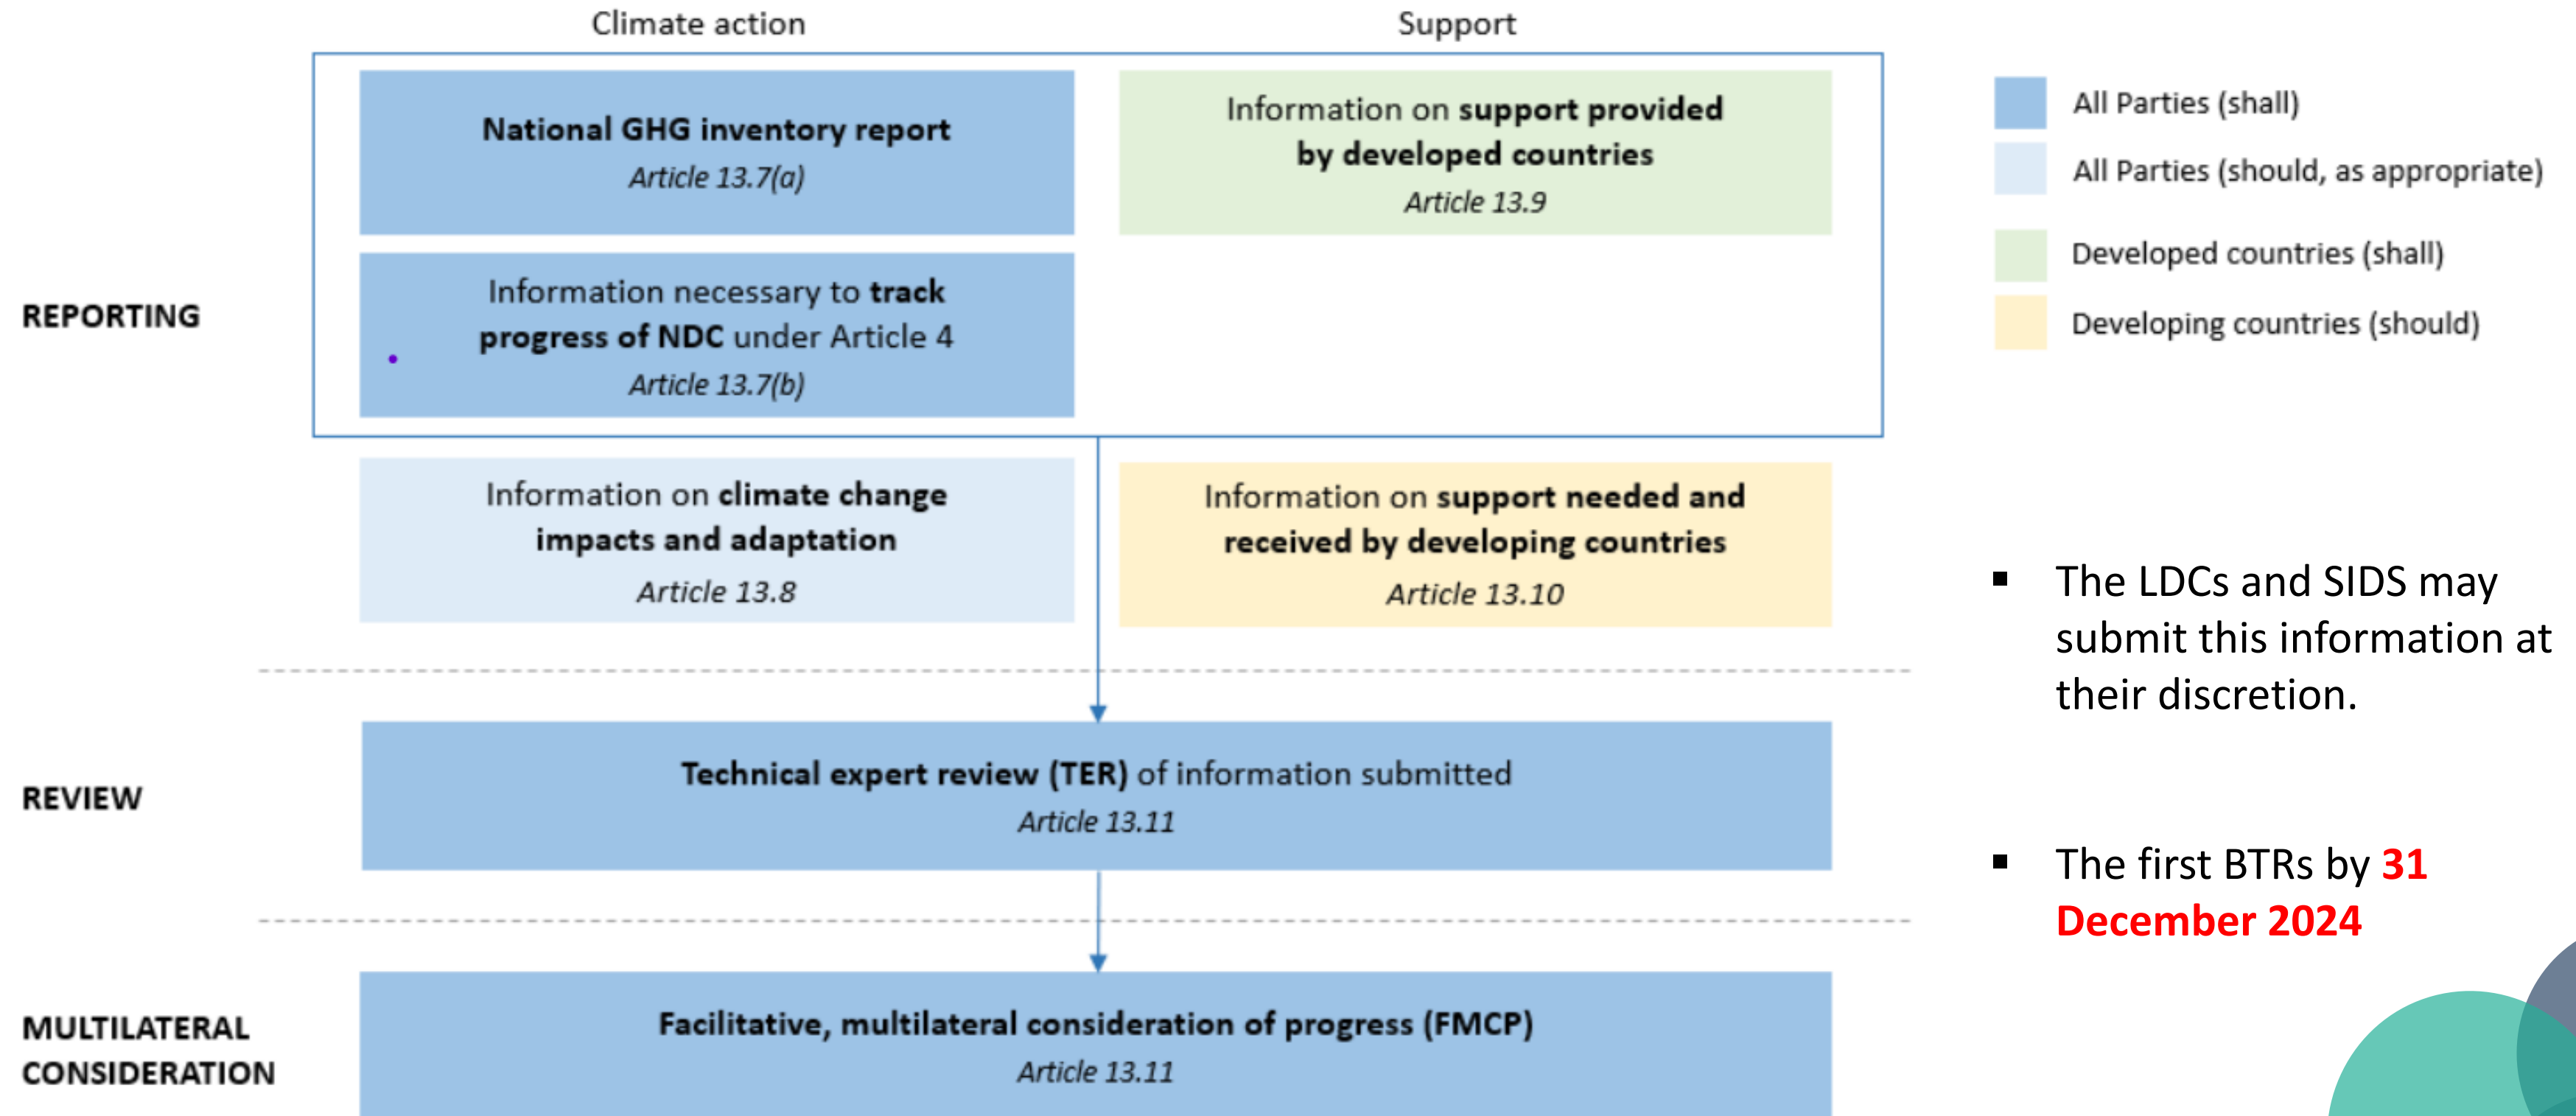 Climate action
Support
REPORTING
National GHG inventory report
Article 13.7(a)
Information on support provided
by developed countries
Article 13.9
Information necessary to track
progress of NDC under Article 4
Article 13.7(b)
Information on climate change
impacts and adaptation
Article 13.8
Information on support needed and
received by developing countries
Article 13.10
REVIEW
Technical expert review (TER) of information submitted
Article 13.11
MULTILATERAL
CONSIDERATION
Facilitative, multilateral consideration of progress (FMCP)
Article 13.11
All Parties (shall)
All Parties (should, as appropriate)
Developed countries (shall)
Developing countries (should)
▪ The LDCs and SIDS may
submit this information at
their discretion.
▪ The first BTRs by 31
December 2024